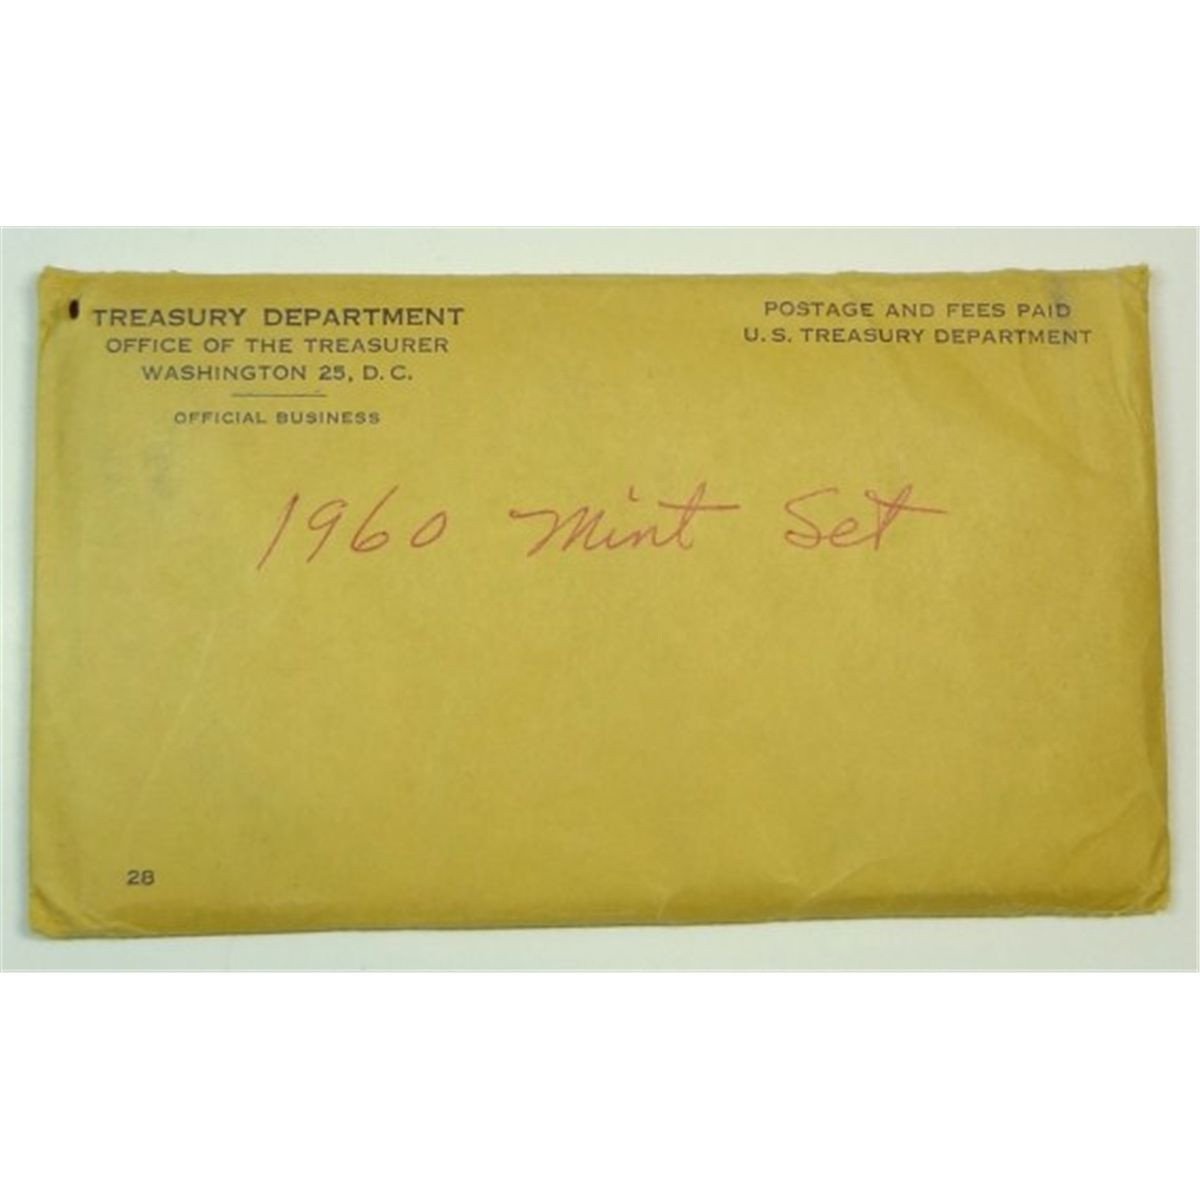 TREASURY DEPARTMENT
OFFICE OF THE TREASURER
WASHINGTON 25, D. C.
OFFICIAL BUSINESS
POSTAGE AND FEES PAID
U. S. TREASURY DEPARTMENT
1960 Mint Set
28